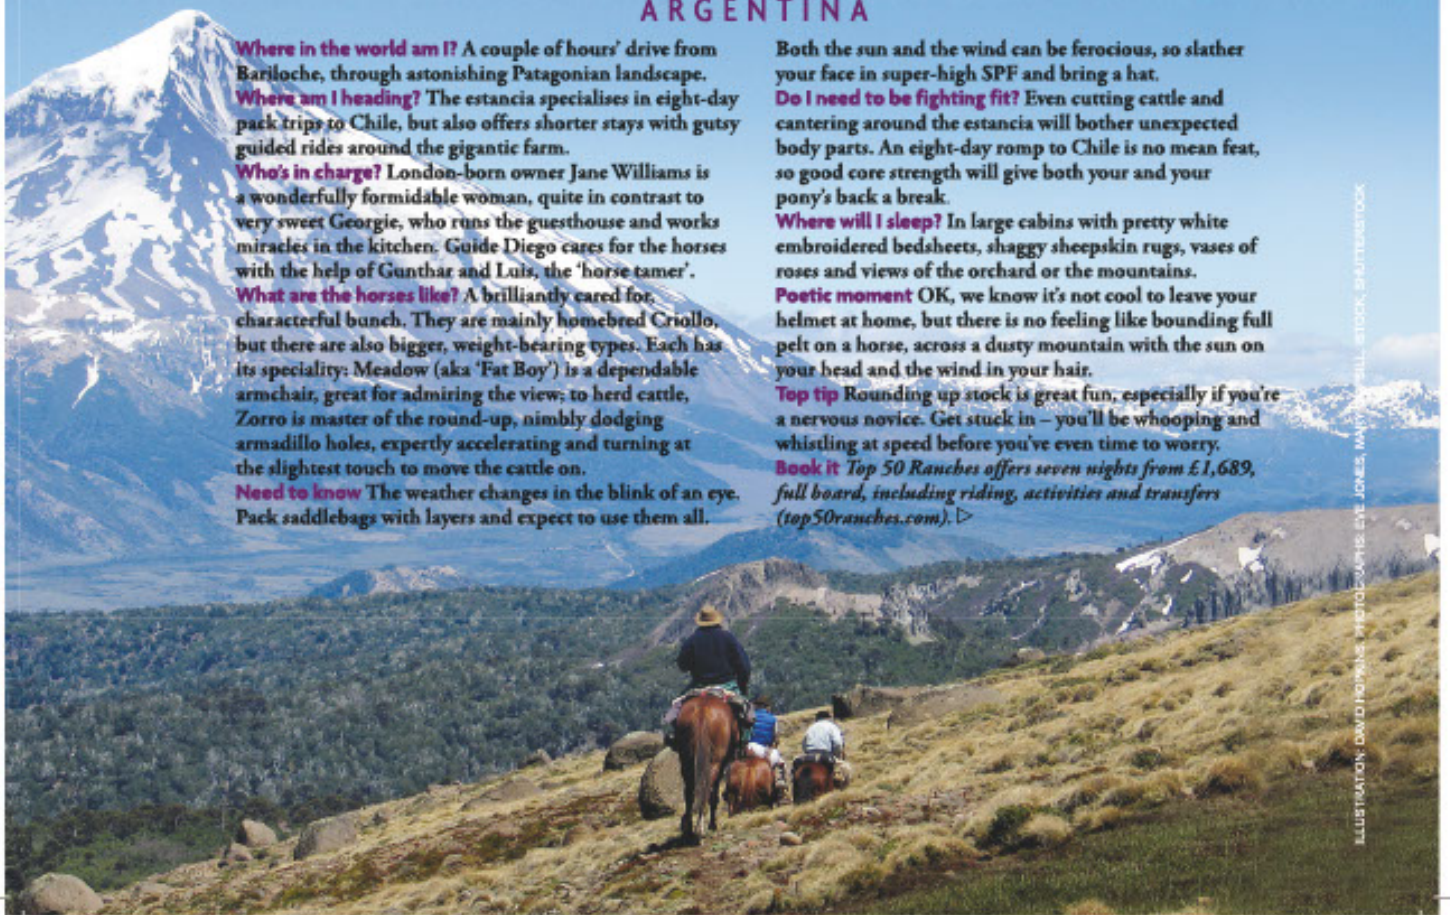 ARGENTINA
Where in the world am I? A couple of hours' drive from
Bariloche, through astonishing Patagonian landscape.
Where am I heading? The estancia specialises in eight-day
pack trips to Chile, but also offers shorter stays with gutsy
guided rides around the gigantic farm.
Who's in charge? London-born owner Jane Williams is
a wonderfully formidable woman, quite in contrast to
very sweet Georgie, who runs the guesthouse and works
miracles in the kitchen. Guide Diego cares for the horses
with the help of Gunthar and Luis, the 'horse tamer'.
What are the horses like? A brilliantly cared for,
characterful bunch. They are mainly homebred Criollo,
but there are also bigger, weight-bearing types. Each has
its speciality: Meadow (aka 'Fat Boy') is a dependable
armchair, great for admiring the view; to herd cattle,
Zorro is master of the round-up, nimbly dodging
armadillo holes, expertly accelerating and turning at
the slightest touch to move the cattle on.
Need to know The weather changes in the blink of an eye.
Pack saddlebags with layers and expect to use them all.
Both the sun and the wind can be ferocious, so slather
your face in super-high SPF and bring a hat.
Do I need to be fighting fit? Even cutting cattle and
cantering around the estancia will bother unexpected
body parts. An eight-day romp to Chile is no mean feat,
so good core strength will give both your and your
pony's back a break.
Where will I sleep? In large cabins with pretty white
embroidered bedsheets, shaggy sheepskin rugs, vases of
roses and views of the orchard or the mountains.
Poetic moment OK, we know it's not cool to leave your
helmet at home, but there is no feeling like bounding full
pelt on a horse, across a dusty mountain with the sun on
your head and the wind in your hair.
Top tip Rounding up stock is great fun, especially if you're
a nervous novice. Get stuck in – you'll be whooping and
whistling at speed before you've even time to worry.
Book it Top 50 Ranches offers seven nights from £1,689,
full board, including riding, activities and transfers
(top50ranches.com). ▷
ILLUSTRATION: DAVID HOPKINS. PHOTOGRAPHS: EVE JONES, ISTOCK, SHUTTERSTOCK